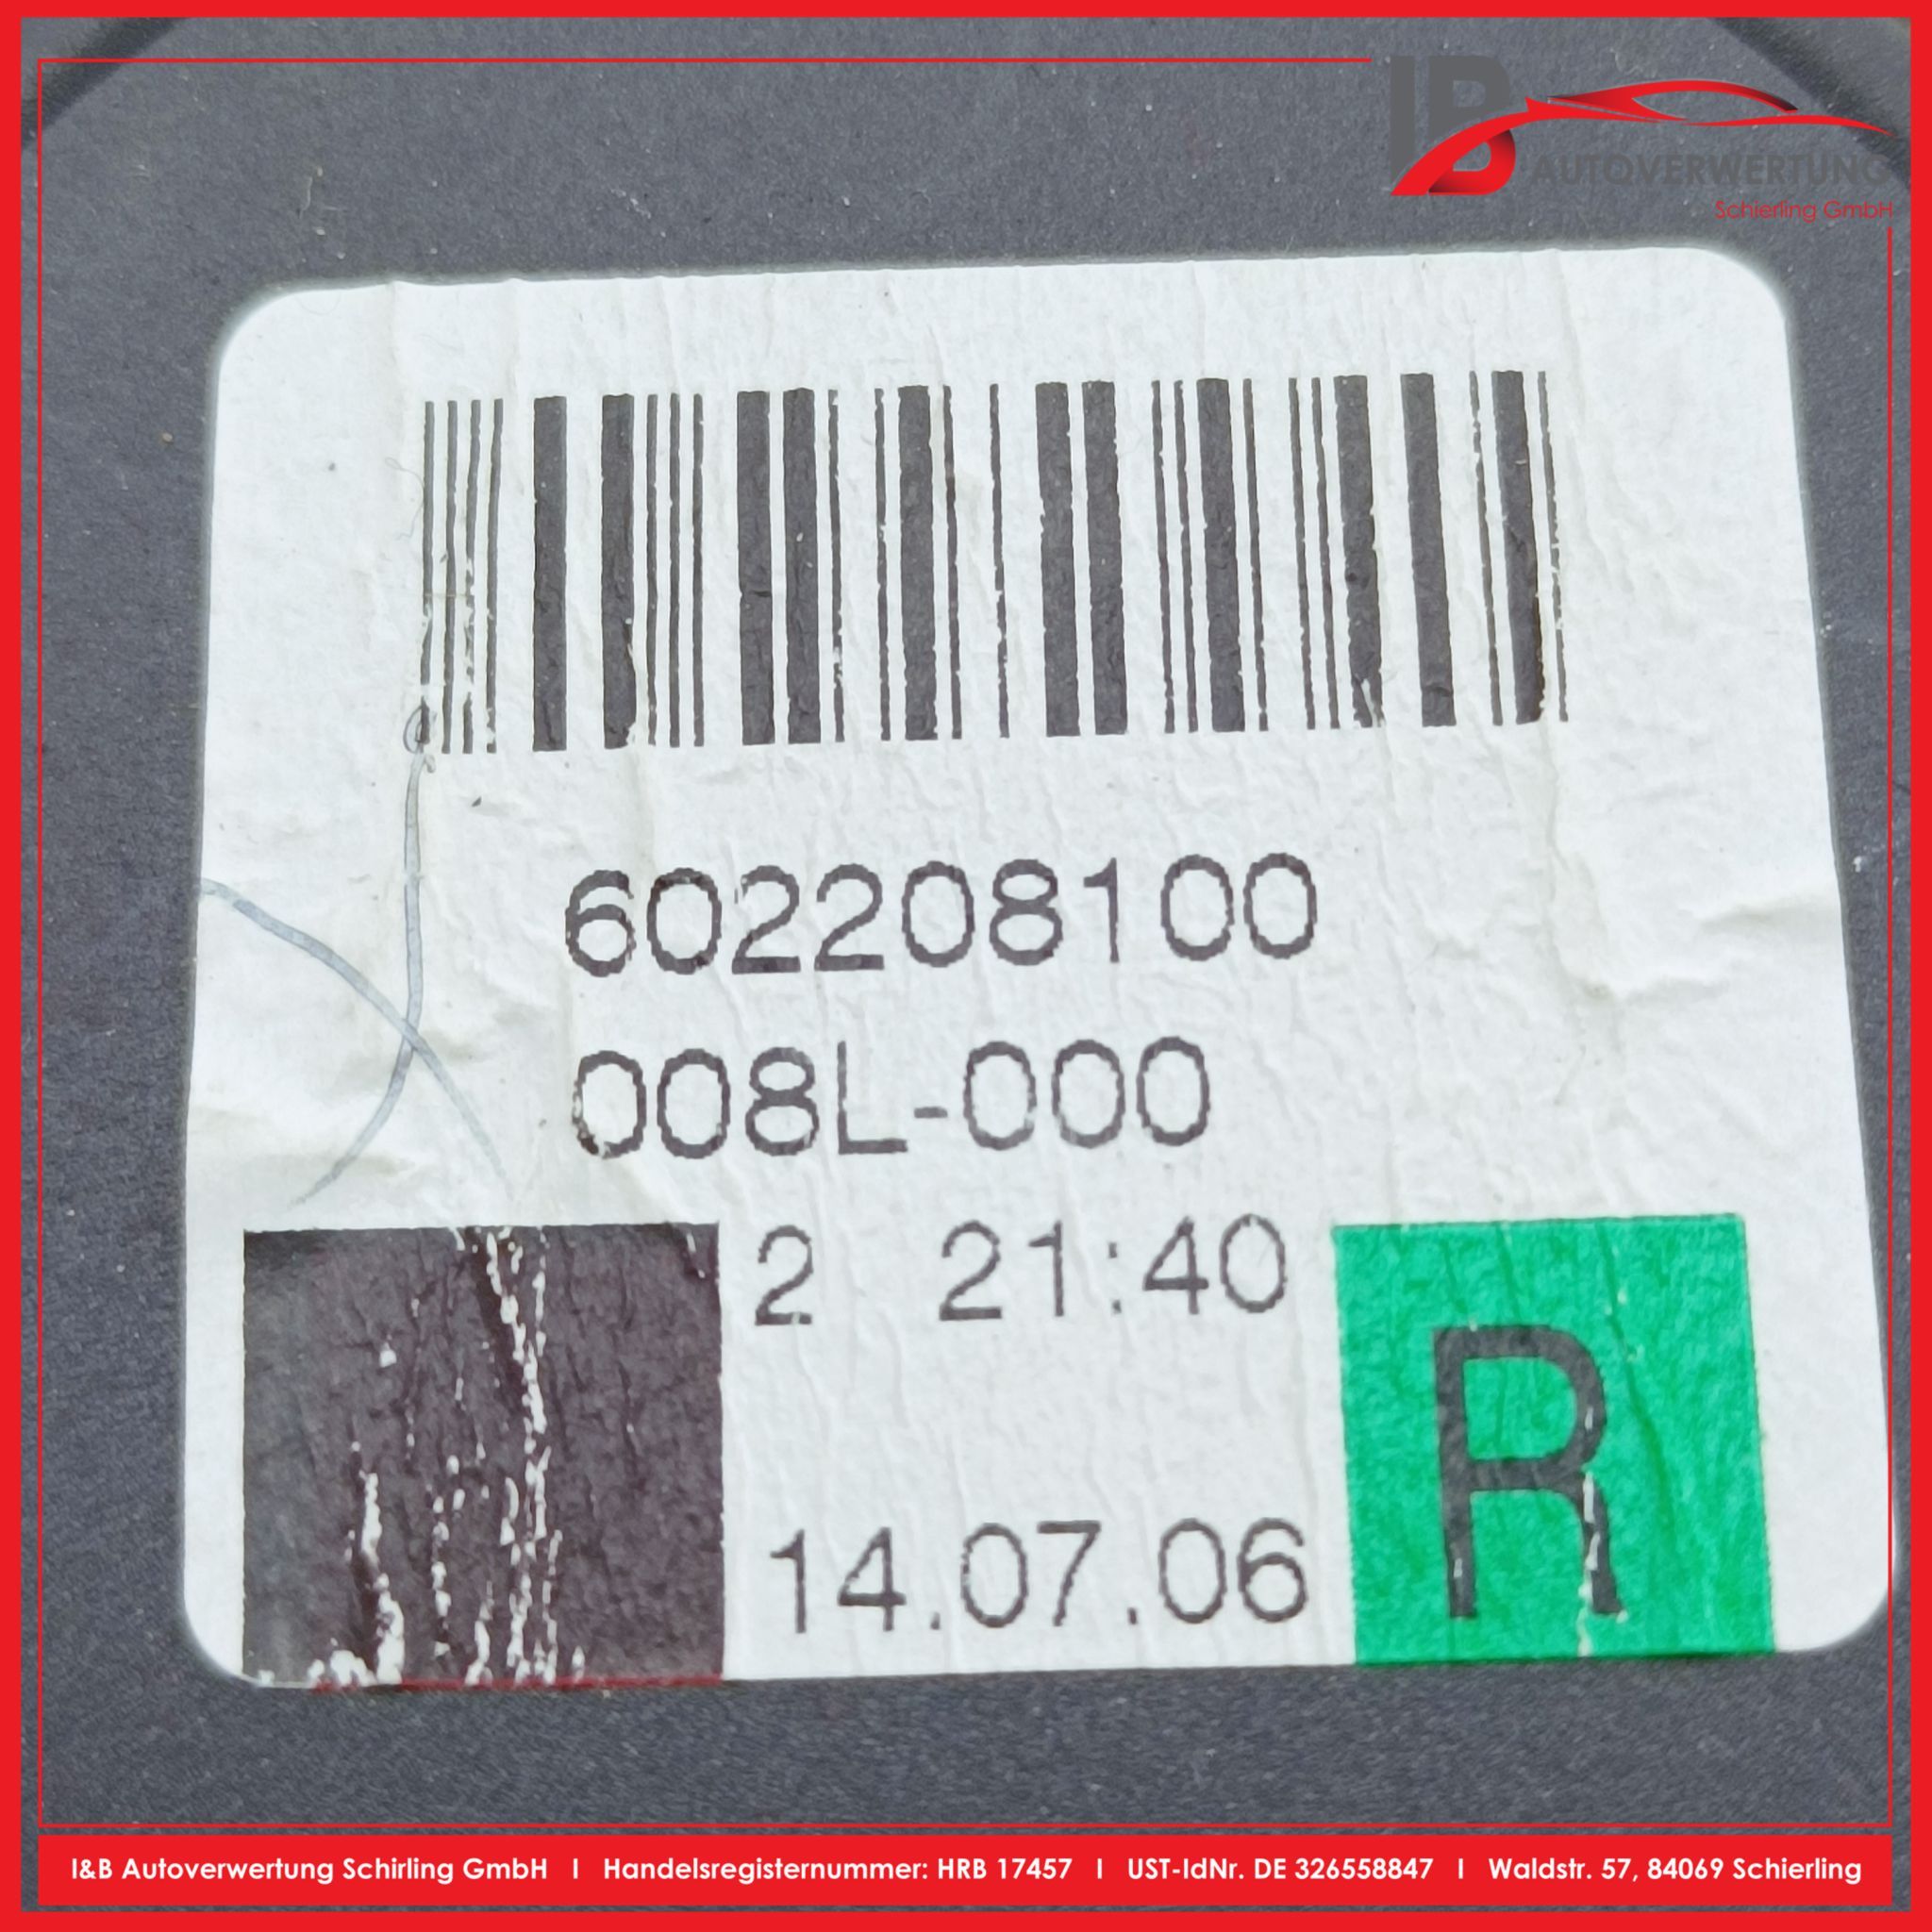 IB
AUTOVERWERTUNG
Schierling GmbH
602208100
008L-000
2 21:40
R
14.07.06
I&B Autoverwertung Schirling GmbH I Handelsregisternummer: HRB 17457 I UST-IdNr. DE 326558847 I Waldstr. 57, 84069 Schierling